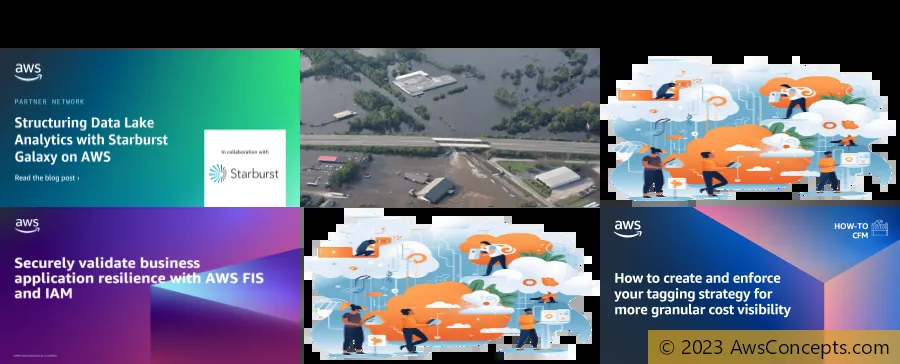 aws
PARTNER NETWORK
Structuring Data Lake
Analytics with Starburst
Galaxy on AWS
Read the blog post ›
In collaboration with
Starburst
aws
Securely validate business
application resilience with AWS FIS
and IAM
aws
HOW-TO
CFM
How to create and enforce
your tagging strategy for
more granular cost visibility
© 2023 AwsConcepts.com